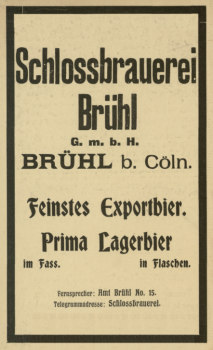 Schlossbrauerei
Brühl
G. m. b. H.
BRÜHL b. Cöln.
Feinstes Exportbier.
Prima Lagerbier
im Fass. in Flaschen.
Fernsprecher: Amt Brühl No. 15.
Telegrammadresse: Schlossbrauerei.